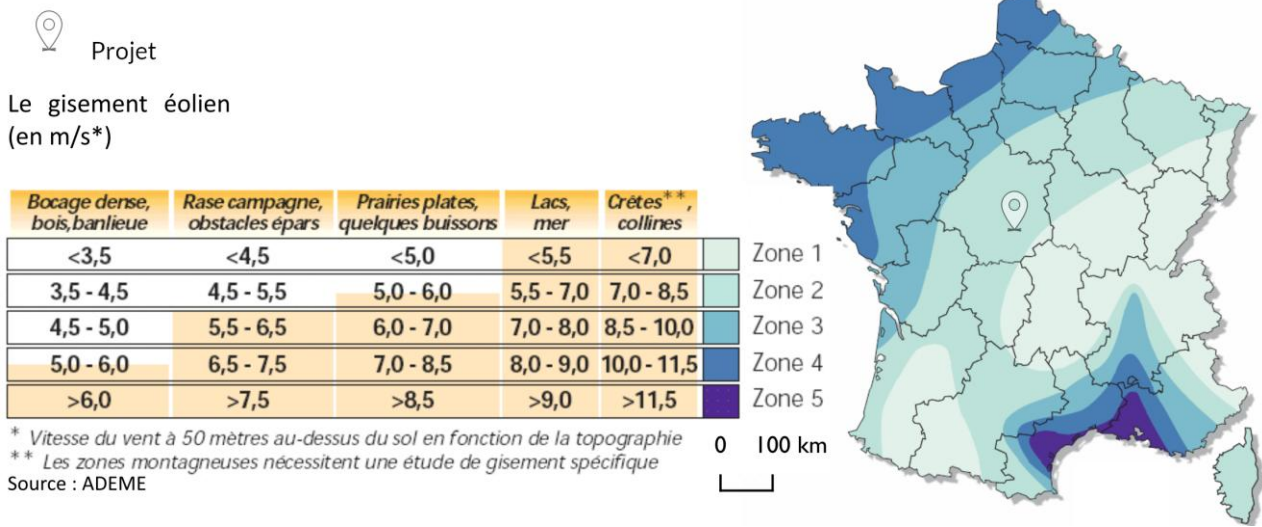 Projet
Le gisement éolien
(en m/s*)
Bocage dense, bois,banlieue
Rase campagne, obstacles épars
Prairies plates, quelques buissons
Lacs, mer
Crêtes**, collines
<3,5 <4,5 <5,0 <5,5 <7,0 Zone 1
3,5 - 4,5 4,5 - 5,5 5,0 - 6,0 5,5 - 7,0 7,0 - 8,5 Zone 2
4,5 - 5,0 5,5 - 6,5 6,0 - 7,0 7,0 - 8,0 8,5 - 10,0 Zone 3
5,0 - 6,0 6,5 - 7,5 7,0 - 8,5 8,0 - 9,0 10,0 - 11,5 Zone 4
>6,0 >7,5 >8,5 >9,0 >11,5 Zone 5
* Vitesse du vent à 50 mètres au-dessus du sol en fonction de la topographie
** Les zones montagneuses nécessitent une étude de gisement spécifique
Source : ADEME
0 100 km